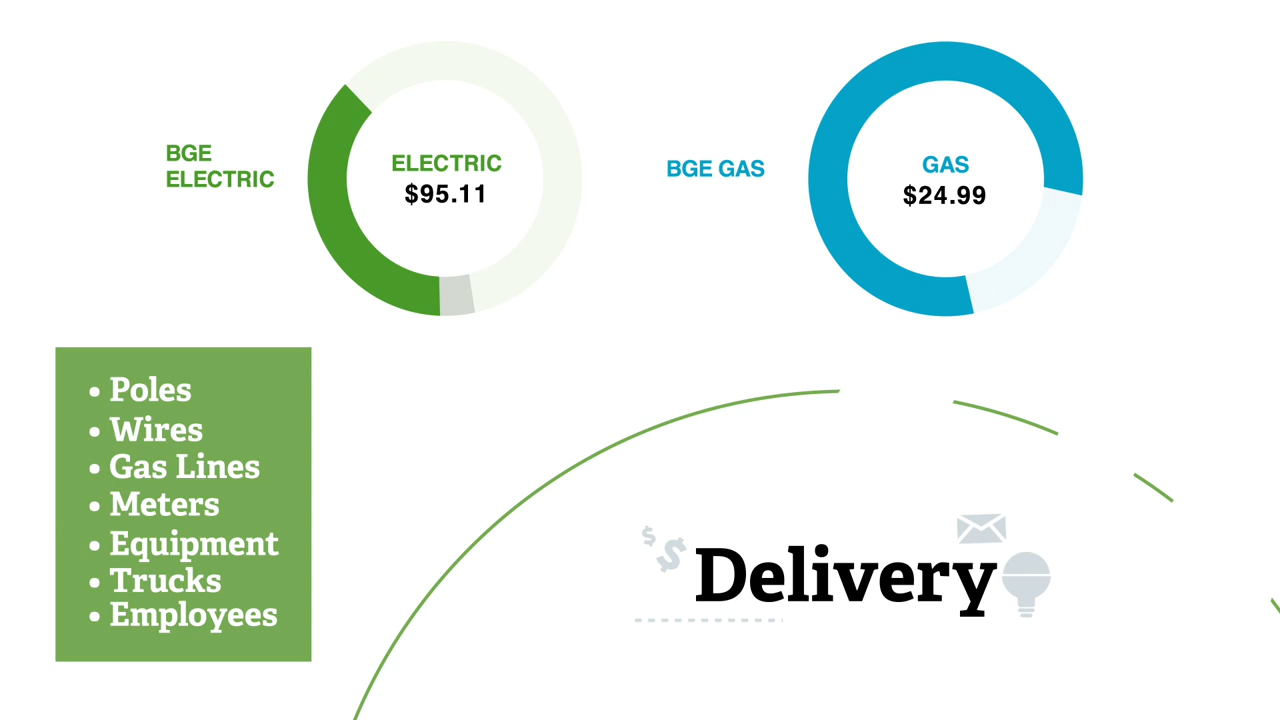 BGE
ELECTRIC
ELECTRIC
$95.11
BGE GAS
GAS
$24.99
• Poles
• Wires
• Gas Lines
• Meters
• Equipment
• Trucks
• Employees
$ $
Delivery